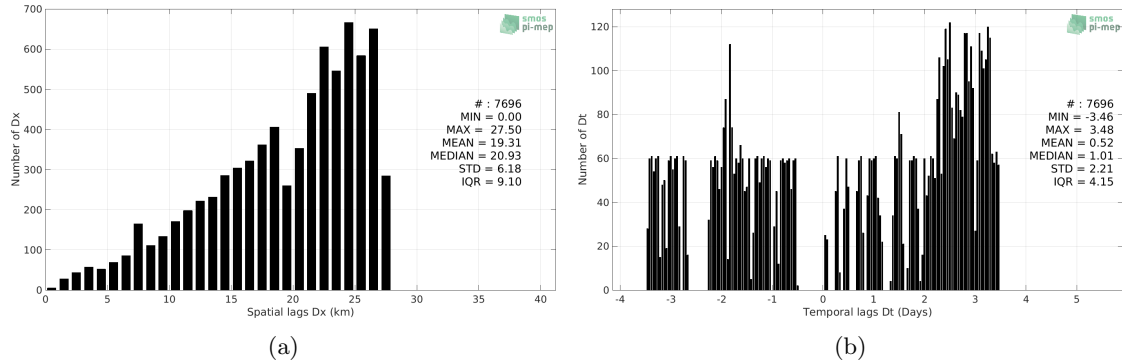 700
600
500
400
300
200
100
0
Number of Dx
0 5 10 15 20 25 30 35 40
Spatial lags Dx (km)
smos
pi-mep
# : 7696
MIN = 0.00
MAX = 27.50
MEAN = 19.31
MEDIAN = 20.93
STD = 6.18
IQR = 9.10
(a)
120
100
80
60
40
20
0
Number of Dt
-4 -3 -2 -1 0 1 2 3 4 5
Temporal lags Dt (Days)
smos
pi-mep
# : 7696
MIN = -3.46
MAX = 3.48
MEAN = 0.52
MEDIAN = 1.01
STD = 2.21
IQR = 4.15
(b)